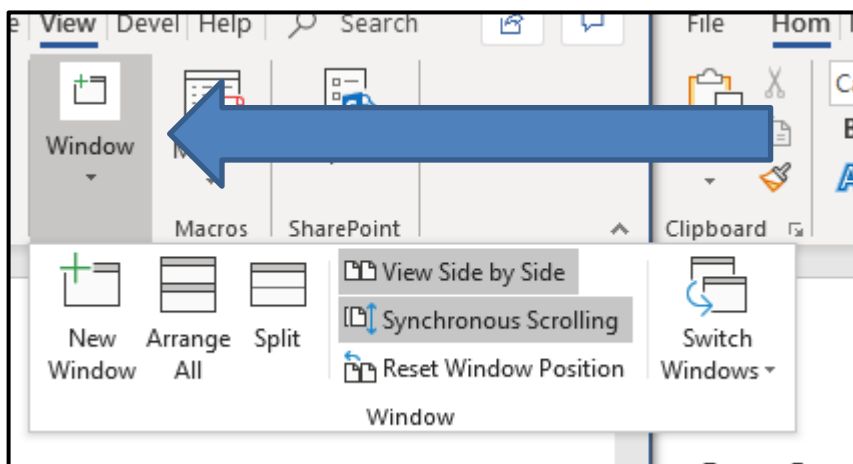 e View Devel Help Search File Hom
Window
Macros SharePoint Clipboard
View Side by Side
Synchronous Scrolling
Reset Window Position
New Window
Arrange All
Split
Switch Windows
Window